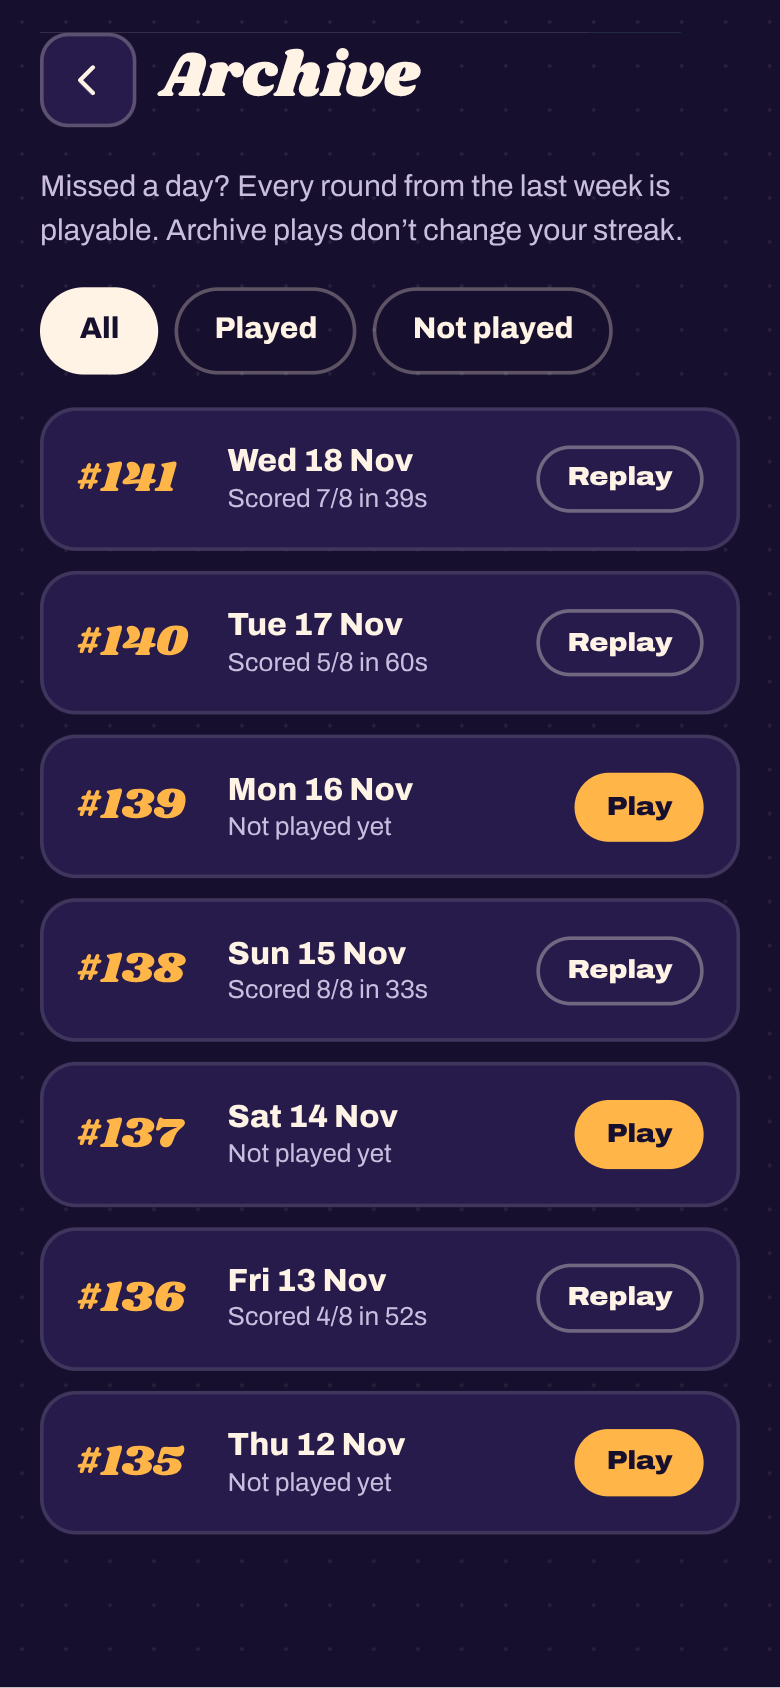 Archive
Missed a day? Every round from the last week is
playable. Archive plays don’t change your streak.
All Played Not played
#141 Wed 18 Nov Replay
Scored 7/8 in 39s
#140 Tue 17 Nov Replay
Scored 5/8 in 60s
#139 Mon 16 Nov Play
Not played yet
#138 Sun 15 Nov Replay
Scored 8/8 in 33s
#137 Sat 14 Nov Play
Not played yet
#136 Fri 13 Nov Replay
Scored 4/8 in 52s
#135 Thu 12 Nov Play
Not played yet